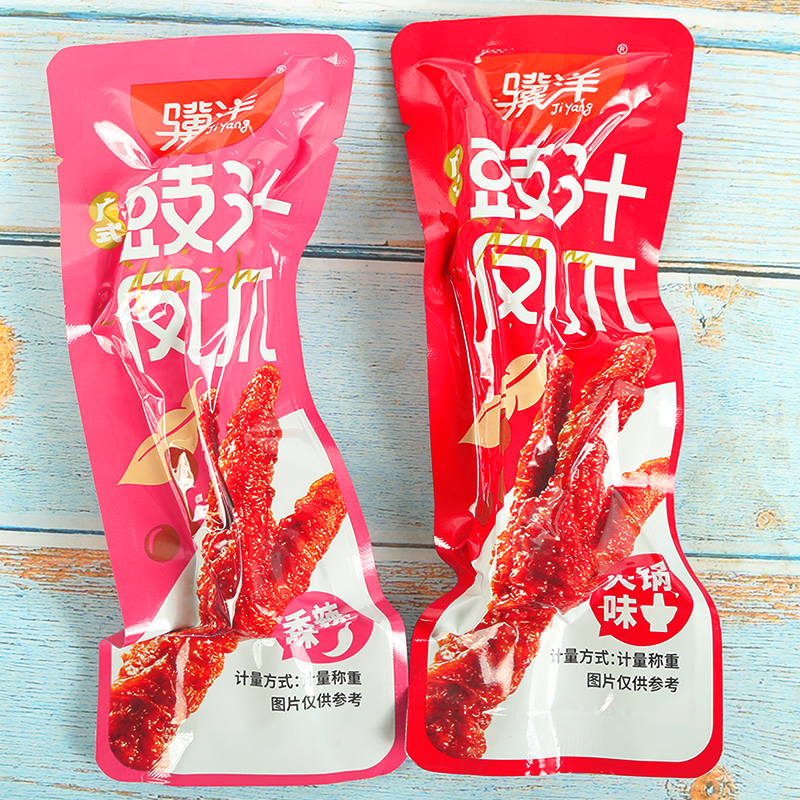 骥洋®
JiYang
广式
豉汁
凤爪
香辣
计量方式:计量称重
图片仅供参考
骥洋®
JiYang
豉汁
凤爪
火锅
味
计量方式:计量称重
图片仅供参考